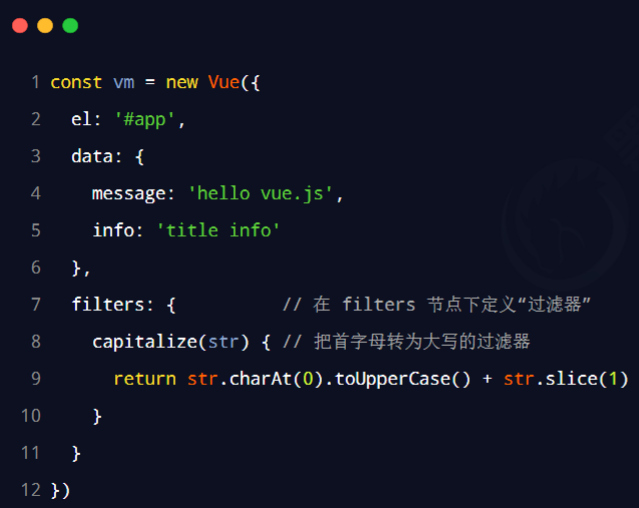 1 const vm = new Vue({
2 el: '#app',
3 data: {
4 message: 'hello vue.js',
5 info: 'title info'
6 },
7 filters: { // 在 filters 节点下定义“过滤器”
8 capitalize(str) { // 把首字母转为大写的过滤器
9 return str.charAt(0).toUpperCase() + str.slice(1)
10 }
11 }
12 })